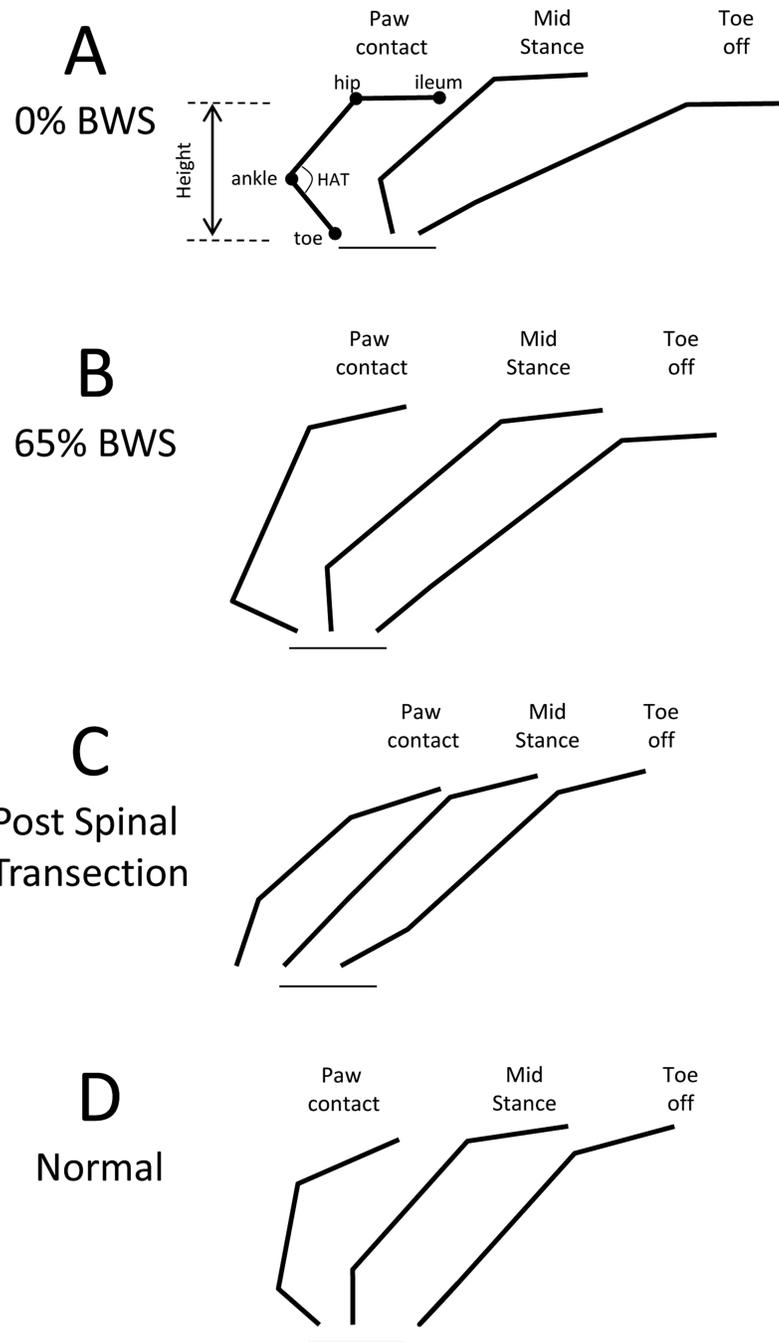 A
0% BWS
Paw
contact
Mid
Stance
Toe
off
hip
ileum
Height
ankle
HAT
toe
B
65% BWS
Paw
contact
Mid
Stance
Toe
off
C
Post Spinal
Transection
Paw
contact
Mid
Stance
Toe
off
D
Normal
Paw
contact
Mid
Stance
Toe
off